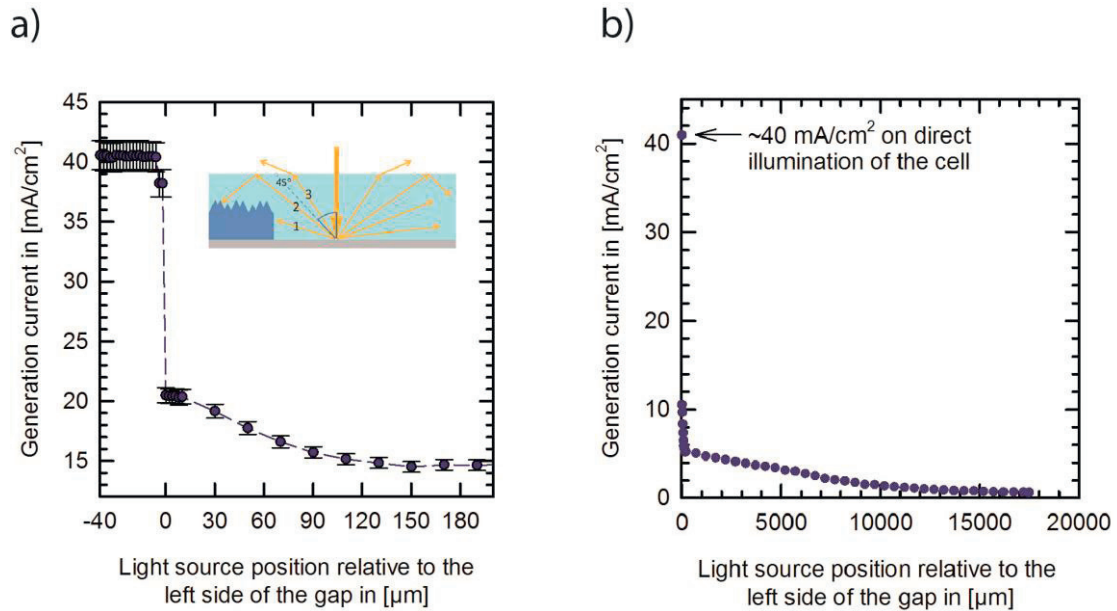 a)
45
40
35
30
25
20
15
-40
0
30
60
90
120
150
180
Generation current in [mA/cm²]
45°
3
2
1
Light source position relative to the
left side of the gap in [µm]
b)
40
30
20
10
0
0
5000
10000
15000
20000
Generation current in [mA/cm²]
~40 mA/cm² on direct
illumination of the cell
Light source position relative to the
left side of the gap in [µm]